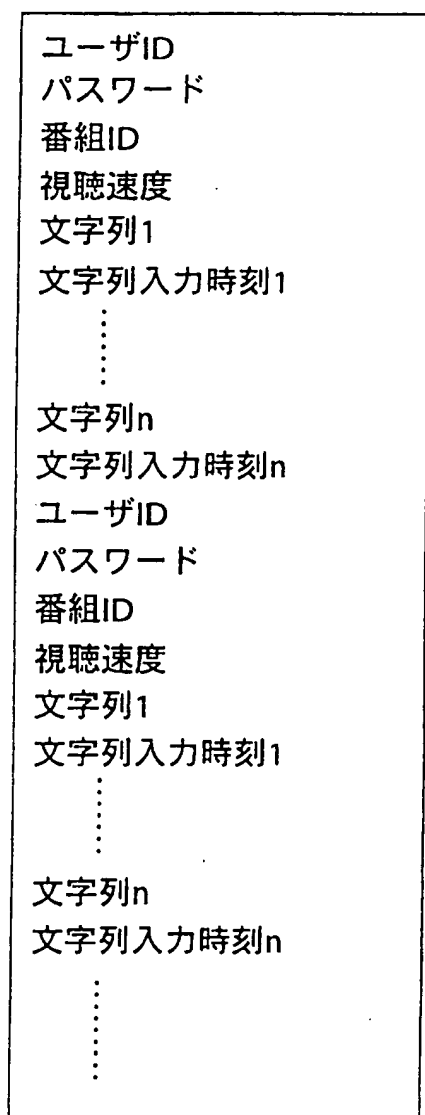 ユーザID
パスワード
番組ID
視聴速度
文字列1
文字列入力時刻1
⋮
文字列n
文字列入力時刻n
ユーザID
パスワード
番組ID
視聴速度
文字列1
文字列入力時刻1
⋮
文字列n
文字列入力時刻n
⋮